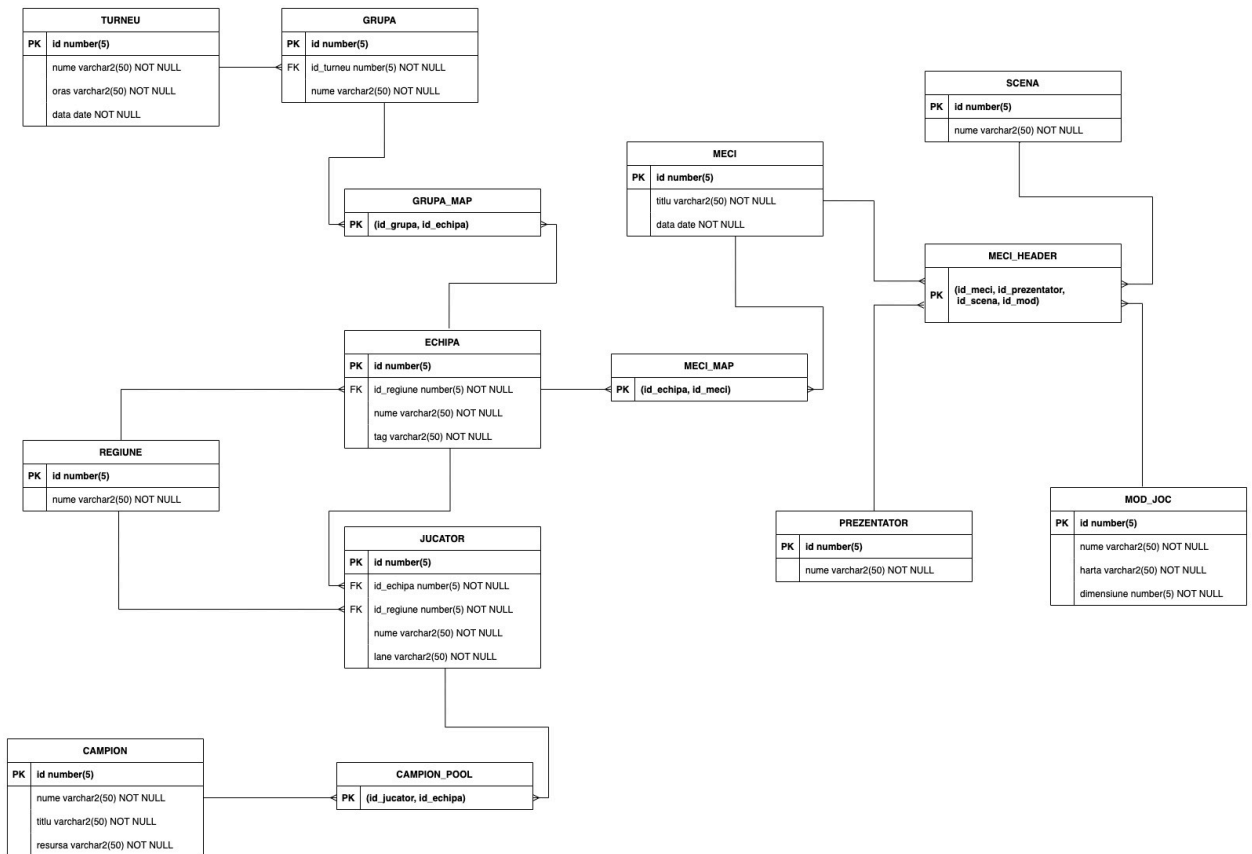 TURNEU
PK id number(5)
nume varchar2(50) NOT NULL
oras varchar2(50) NOT NULL
data date NOT NULL
GRUPA
PK id number(5)
FK id_turneu number(5) NOT NULL
nume varchar2(50) NOT NULL
SCENA
PK id number(5)
nume varchar2(50) NOT NULL
MECI
PK id number(5)
titlu varchar2(50) NOT NULL
data date NOT NULL
GRUPA_MAP
PK (id_grupa, id_echipa)
MECI_HEADER
PK (id_meci, id_prezentator,
id_scena, id_mod)
ECHIPA
PK id number(5)
FK id_regiune number(5) NOT NULL
nume varchar2(50) NOT NULL
tag varchar2(50) NOT NULL
MECI_MAP
PK (id_echipa, id_meci)
REGIUNE
PK id number(5)
nume varchar2(50) NOT NULL
JUCATOR
PK id number(5)
FK id_echipa number(5) NOT NULL
FK id_regiune number(5) NOT NULL
nume varchar2(50) NOT NULL
lane varchar2(50) NOT NULL
PREZENTATOR
PK id number(5)
nume varchar2(50) NOT NULL
MOD_JOC
PK id number(5)
nume varchar2(50) NOT NULL
harta varchar2(50) NOT NULL
dimensiune number(5) NOT NULL
CAMPION
PK id number(5)
nume varchar2(50) NOT NULL
titlu varchar2(50) NOT NULL
resursa varchar2(50) NOT NULL
CAMPION_POOL
PK (id_jucator, id_echipa)